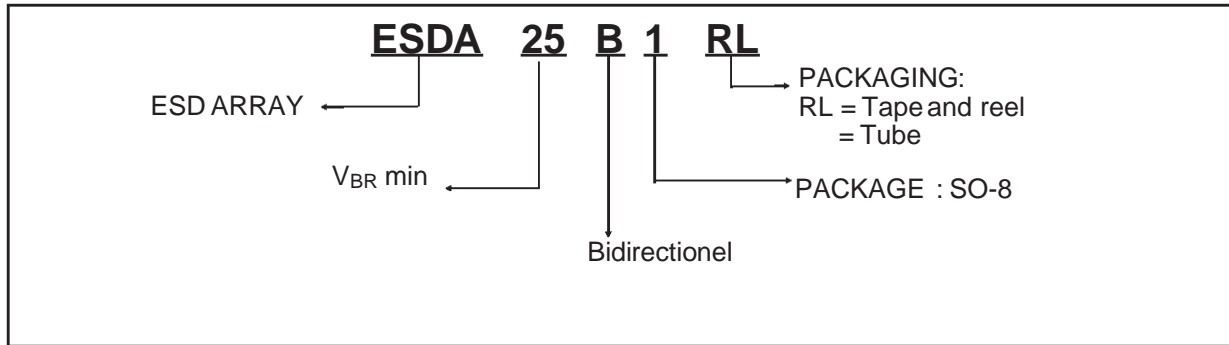 ESDA 25 B 1 RL
ESD ARRAY
PACKAGING:
RL = Tape and reel
= Tube
VBR min
PACKAGE : SO-8
Bidirectionel